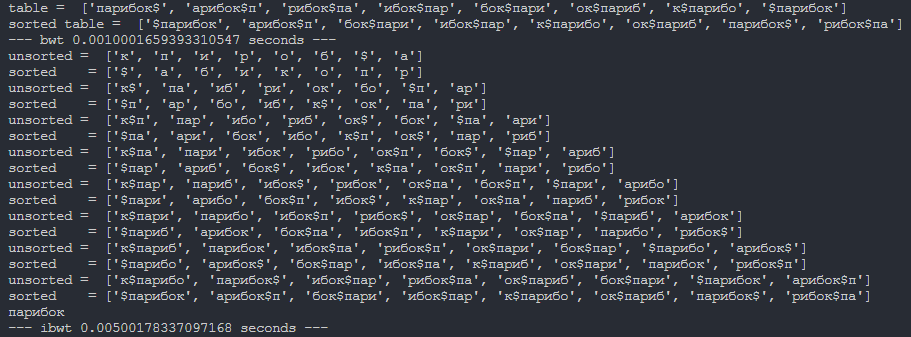 table =  ['парибок$', 'арибок$п', 'рибок$па', 'ибок$пар', 'бок$пари', 'ок$париб', 'к$парибо', '$парибок']
sorted table =  ['$парибок', 'арибок$п', 'бок$пари', 'ибок$пар', 'к$парибо', 'ок$париб', 'парибок$', 'рибок$па']
--- bwt 0.0010001659393310547 seconds ---
unsorted =  ['к', 'п', 'и', 'р', 'о', 'б', '$', 'а']
sorted   =  ['$', 'а', 'б', 'и', 'к', 'о', 'п', 'р']
unsorted =  ['к$', 'па', 'иб', 'ри', 'ок', 'бо', '$п', 'ар']
sorted   =  ['$п', 'ар', 'бо', 'иб', 'к$', 'ок', 'па', 'ри']
unsorted =  ['к$п', 'пар', 'ибо', 'риб', 'ок$', 'бок', '$па', 'ари']
sorted   =  ['$па', 'ари', 'бок', 'ибо', 'к$п', 'ок$', 'пар', 'риб']
unsorted =  ['к$па', 'пари', 'ибок', 'рибо', 'ок$п', 'бок$', '$пар', 'ариб']
sorted   =  ['$пар', 'ариб', 'бок$', 'ибок', 'к$па', 'ок$п', 'пари', 'рибо']
unsorted =  ['к$пар', 'париб', 'ибок$', 'рибок', 'ок$па', 'бок$п', '$пари', 'арибо']
sorted   =  ['$пари', 'арибо', 'бок$п', 'ибок$', 'к$пар', 'ок$па', 'париб', 'рибок']
unsorted =  ['к$пари', 'парибо', 'ибок$п', 'рибок$', 'ок$пар', 'бок$па', '$париб', 'арибок']
sorted   =  ['$париб', 'арибок', 'бок$па', 'ибок$п', 'к$пари', 'ок$пар', 'парибо', 'рибок$']
unsorted =  ['к$париб', 'парибок', 'ибок$па', 'рибок$п', 'ок$пари', 'бок$пар', '$парибо', 'арибок$']
sorted   =  ['$парибо', 'арибок$', 'бок$пар', 'ибок$па', 'к$париб', 'ок$пари', 'парибок', 'рибок$п']
unsorted =  ['к$парибо', 'парибок$', 'ибок$пар', 'рибок$па', 'ок$париб', 'бок$пари', '$парибок', 'арибок$п']
sorted   =  ['$парибок', 'арибок$п', 'бок$пари', 'ибок$пар', 'к$парибо', 'ок$париб', 'парибок$', 'рибок$па']
парибок
--- ibwt 0.00500178337097168 seconds ---